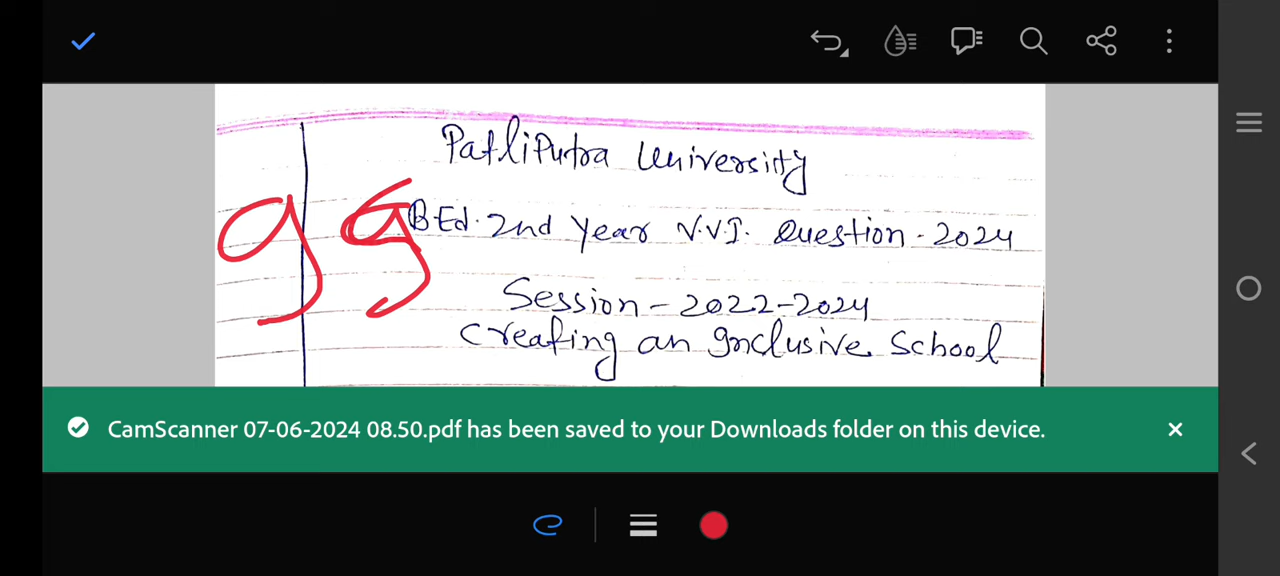 Patliputra University
B.Ed. 2nd Year V.V.I. Question - 2024
Session - 2022-2024
Creating an Inclusive School
CamScanner 07-06-2024 08.50.pdf has been saved to your Downloads folder on this device.